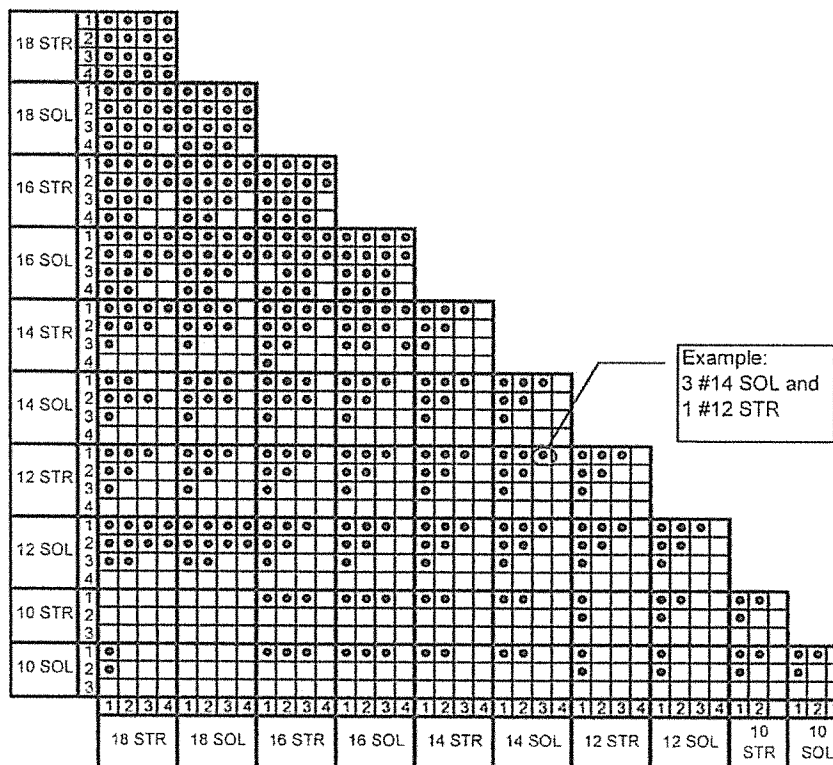 18 STR 1 2 3 4
18 SOL 1 2 3 4
16 STR 1 2 3 4
16 SOL 1 2 3 4
14 STR 1 2 3 4
14 SOL 1 2 3 4
12 STR 1 2 3 4
12 SOL 1 2 3 4
10 STR 1 2 3
10 SOL 1 2 3
Example:
3 #14 SOL and
1 #12 STR
1 2 3 4 1 2 3 4 1 2 3 4 1 2 3 4 1 2 3 4 1 2 3 4 1 2 3 4 1 2 3 4 1 2 1 2
18 STR 18 SOL 16 STR 16 SOL 14 STR 14 SOL 12 STR 12 SOL 10 STR 10 SOL